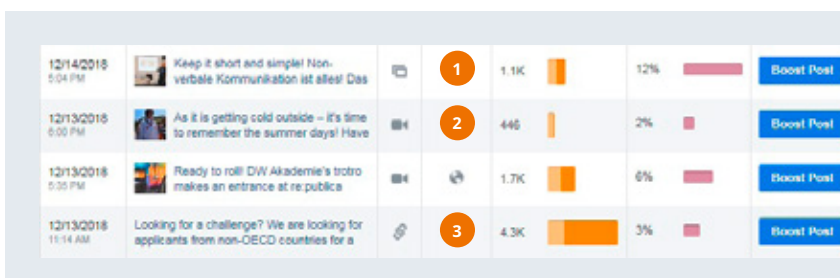 12/14/2018
5:04 PM
Keep it short and simple! Non-
verbale Kommunikation ist alles! Das
1
1.1K
12%
Boost Post
12/13/2018
6:00 PM
As it is getting cold outside – it's time
to remember the summer days! Have
2
446
2%
Boost Post
12/13/2018
5:35 PM
Ready to roll! DW Akademie's trotro
makes an entrance at re:publica
1.7K
6%
Boost Post
12/13/2018
11:14 AM
Looking for a challenge? We are looking for
applicants from non-OECD countries for a
3
4.3K
3%
Boost Post